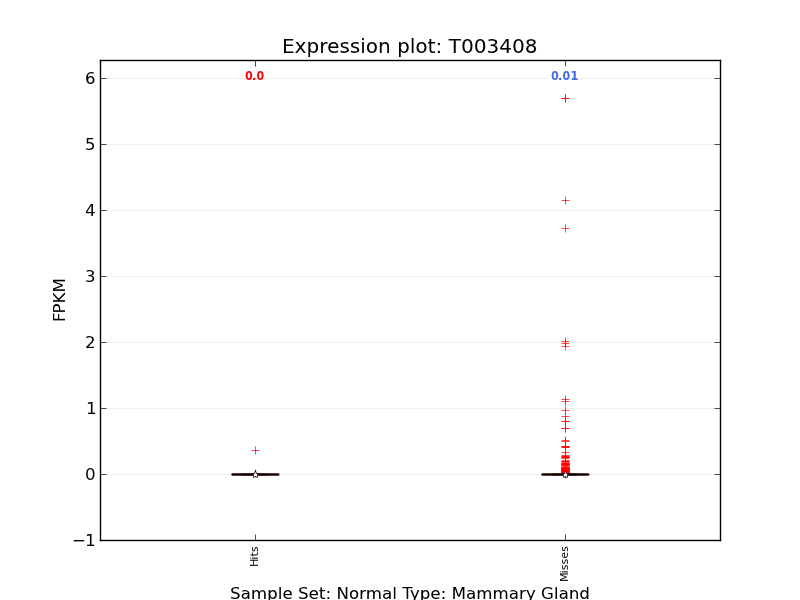 Expression plot: T003408
0.0
0.01
6
5
4
3
2
1
0
−1
FPKM
Hits
Misses
Sample Set: Normal Type: Mammary Gland